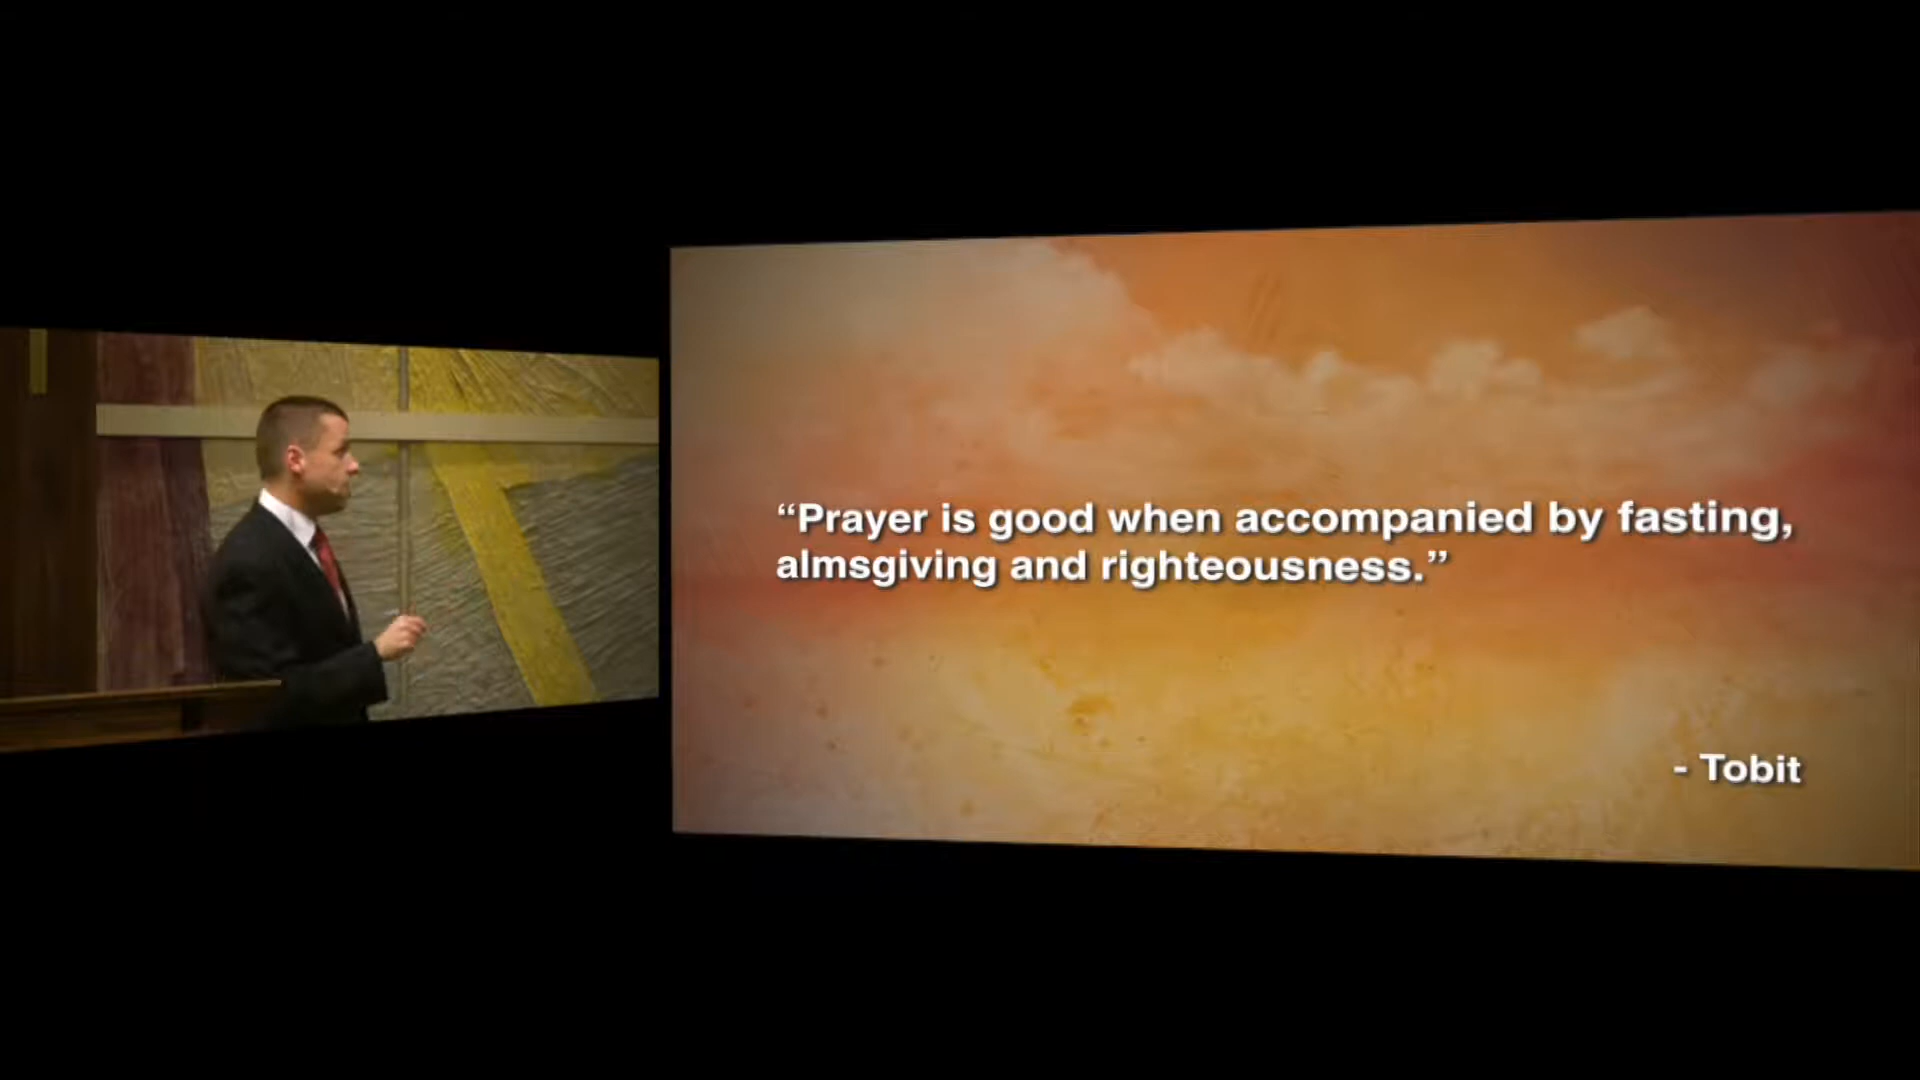 “Prayer is good when accompanied by fasting,
almsgiving and righteousness.”
- Tobit